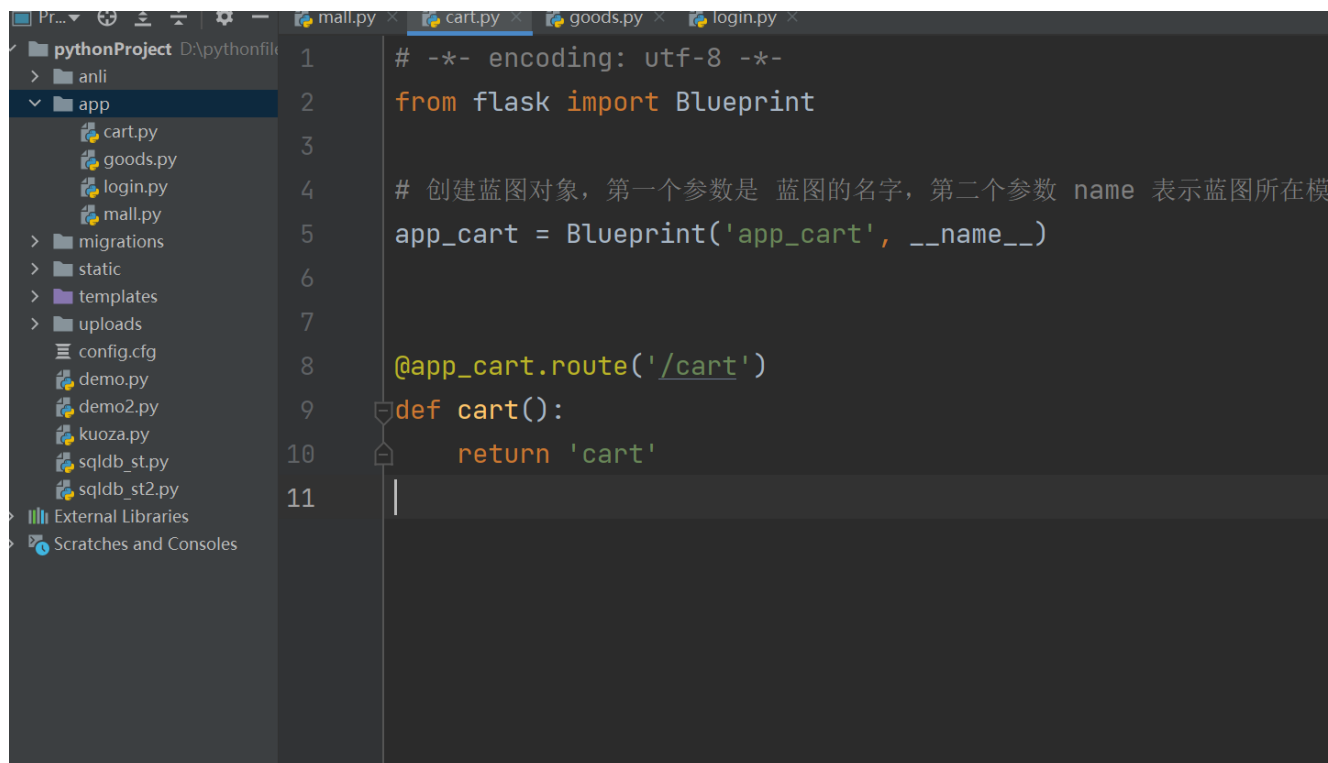 Pr...
mall.py
cart.py
goods.py
login.py
pythonProject D:\pythonfile
anli
app
cart.py
goods.py
login.py
mall.py
migrations
static
templates
uploads
config.cfg
demo.py
demo2.py
kuoza.py
sqldb_st.py
sqldb_st2.py
External Libraries
Scratches and Consoles
1 # -*- encoding: utf-8 -*-
2 from flask import Blueprint
3
4 # 创建蓝图对象，第一个参数是 蓝图的名字，第二个参数 name 表示蓝图所在模
5 app_cart = Blueprint('app_cart', __name__)
6
7
8 @app_cart.route('/cart')
9 def cart():
10 return 'cart'
11